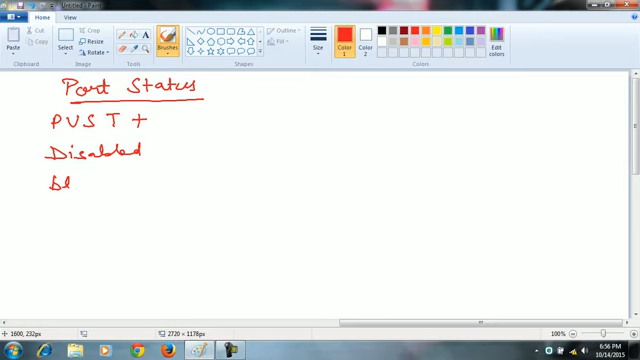 Untitled - Paint
Home View
Paste
Select
Crop
Resize
Rotate
Brushes
Outline
Fill
Size
Color 1
Color 2
Edit colors
Clipboard
Image
Tools
Shapes
Colors
Port Status
PVST +
Disabled
Bl
1600, 232px
2720 × 1178px
100%
6:56 PM
10/14/2015